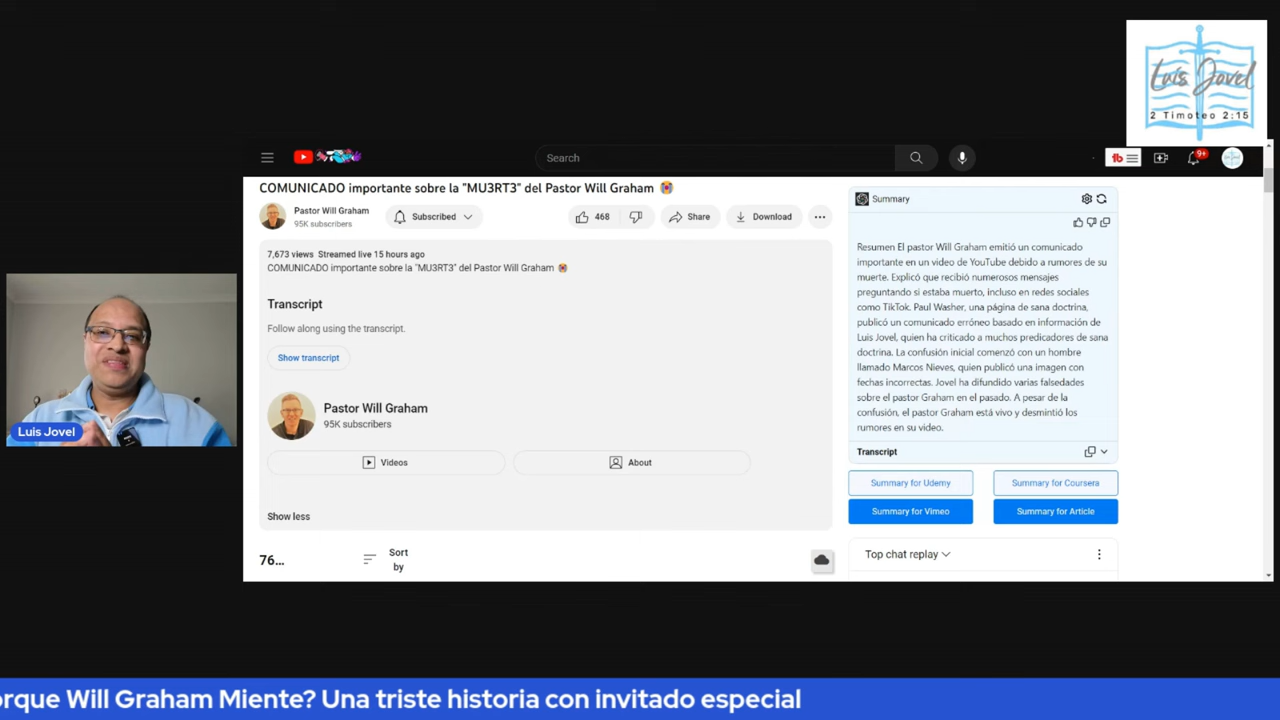 Luis Jovel
2 Timoteo 2:15
Search
9+
COMUNICADO importante sobre la "MU3RT3" del Pastor Will Graham
Pastor Will Graham
95K subscribers
Subscribed
468
Share
Download
7,673 views Streamed live 15 hours ago
COMUNICADO importante sobre la "MU3RT3" del Pastor Will Graham
Transcript
Follow along using the transcript.
Show transcript
Pastor Will Graham
95K subscribers
Videos
About
Show less
76...
Sort
by
Summary
Resumen El pastor Will Graham emitió un comunicado
importante en un video de YouTube debido a rumores de su
muerte. Explicó que recibió numerosos mensajes
preguntando si estaba muerto, incluso en redes sociales
como TikTok. Paul Washer, una página de sana doctrina,
publicó un comunicado erróneo basado en información de
Luis Jovel, quien ha criticado a muchos predicadores de sana
doctrina. La confusión inicial comenzó con un hombre
llamado Marcos Nieves, quien publicó una imagen con
fechas incorrectas. Jovel ha difundido varias falsedades
sobre el pastor Graham en el pasado. A pesar de la
confusión, el pastor Graham está vivo y desmintió los
rumores en su video.
Transcript
Summary for Udemy
Summary for Coursera
Summary for Vimeo
Summary for Article
Top chat replay
Luis Jovel
orque Will Graham Miente? Una triste historia con invitado especial